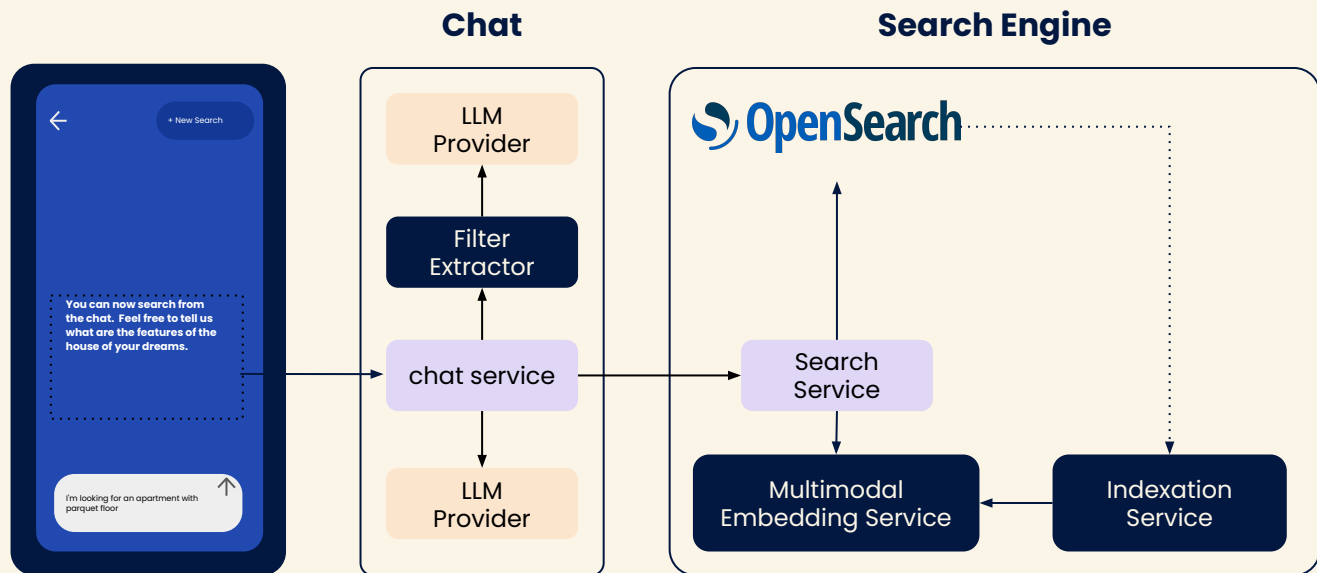 Chat
Search Engine
+ New Search
You can now search from
the chat.  Feel free to tell us
what are the features of the
house of your dreams.
I'm looking for an apartment with
parquet floor
LLM
Provider
Filter
Extractor
chat service
LLM
Provider
OpenSearch
Search
Service
Multimodal
Embedding Service
Indexation
Service